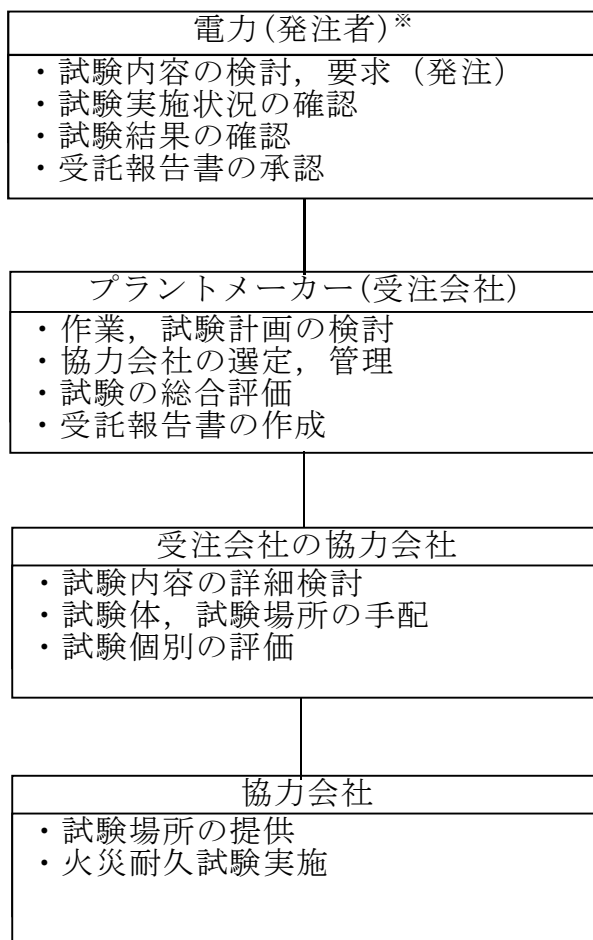 電力(発注者)※
・試験内容の検討，要求（発注）
・試験実施状況の確認
・試験結果の確認
・受託報告書の承認
プラントメーカー(受注会社)
・作業，試験計画の検討
・協力会社の選定，管理
・試験の総合評価
・受託報告書の作成
受注会社の協力会社
・試験内容の詳細検討
・試験体，試験場所の手配
・試験個別の評価
協力会社
・試験場所の提供
・火災耐久試験実施